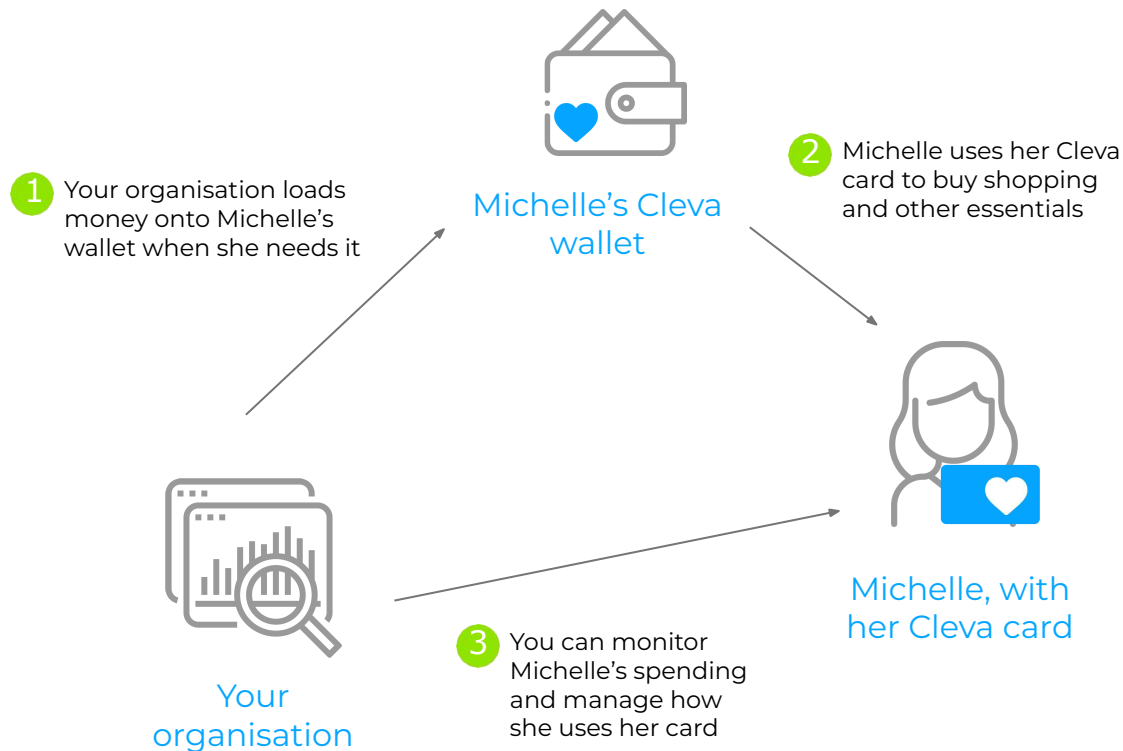 1
Your organisation loads
money onto Michelle’s
wallet when she needs it
Michelle’s Cleva
wallet
2
Michelle uses her Cleva
card to buy shopping
and other essentials
Michelle, with
her Cleva card
3
You can monitor
Michelle’s spending
and manage how
she uses her card
Your
organisation